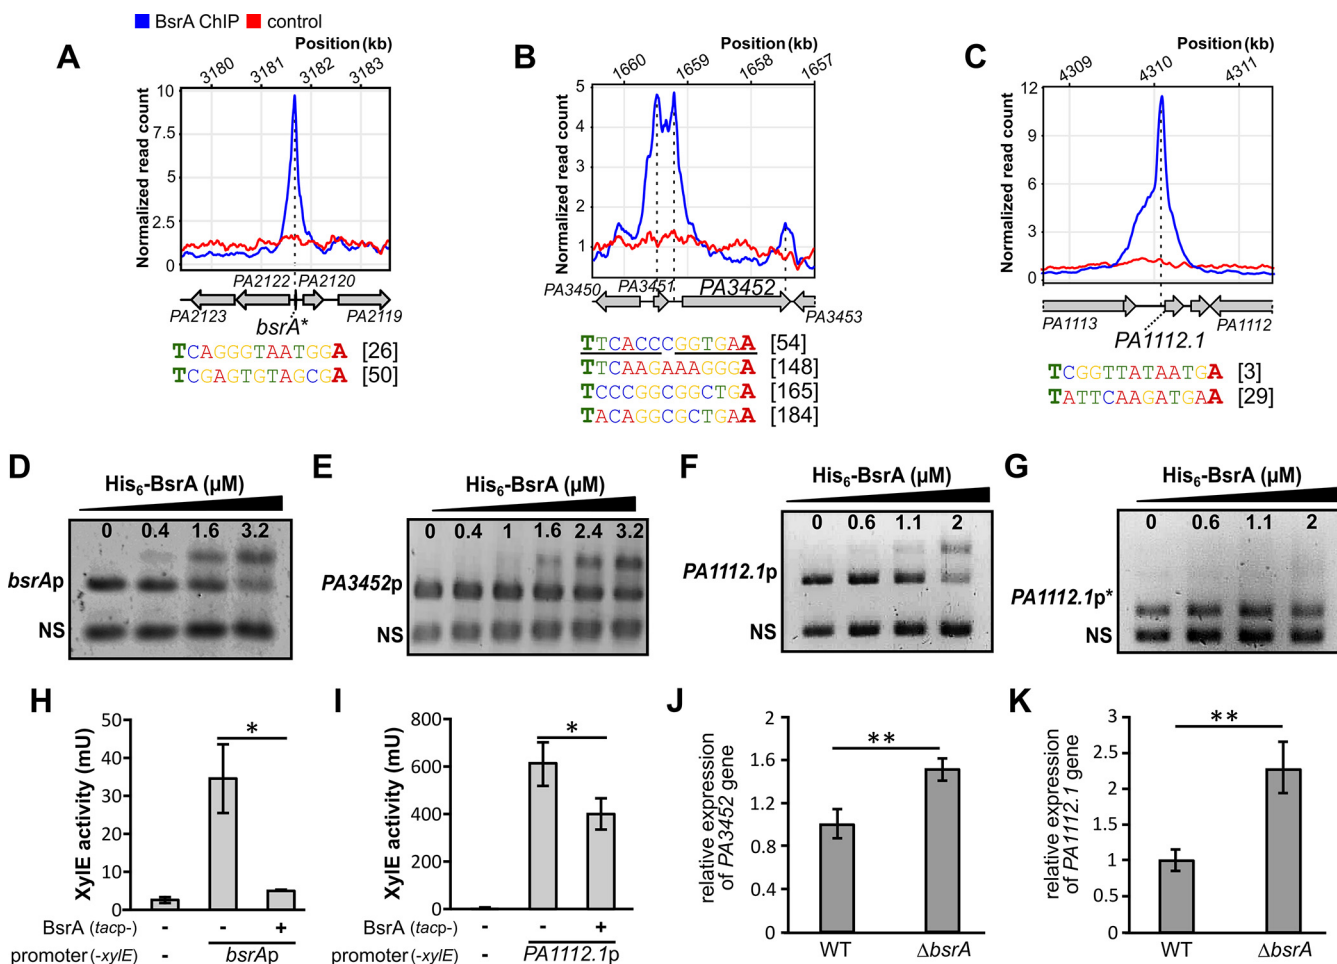 BsrA ChIP control
A
Position (kb)
3180 3181 3182 3183
Normalized read count
10
7.5
5
2.5
0
PA2123 PA2122 PA2120 PA2119
bsrA*
TCAGGGTAATGGA [26]
TCGAGTGTAGCGA [50]
B
Position (kb)
1660 1659 1658 1657
Normalized read count
5
4
3
2
1
0
PA3450 PA3451 PA3452 PA3453
TTCACCCGGTGAA [54]
TTCAAGAAAGGGA [148]
TCCCGGCGGCTGA [165]
TACAGGCGCTGAA [184]
C
Position (kb)
4309 4310 4311
Normalized read count
12
9
6
3
0
PA1113 PA1112.1 PA1112
TCGGTTATAATGA [3]
TATTCAAGATGAA [29]
D
His6-BsrA (µM)
0 0.4 1.6 3.2
bsrAp
NS
E
His6-BsrA (µM)
0 0.4 1 1.6 2.4 3.2
PA3452p
NS
F
His6-BsrA (µM)
0 0.6 1.1 2
PA1112.1p
NS
G
His6-BsrA (µM)
0 0.6 1.1 2
PA1112.1p*
NS
H
XylE activity (mU)
50
40
30
20
10
0
*
BsrA (tacp-) - - +
promoter (-xylE) - bsrAp
I
XylE activity (mU)
800
600
400
200
0
*
BsrA (tacp-) - - +
promoter (-xylE) - PA1112.1p
J
relative expression
of PA3452 gene
2
1.6
1.2
0.8
0.4
0
**
WT ΔbsrA
K
relative expression
of PA1112.1 gene
3
2.5
2
1.5
1
0.5
0
**
WT ΔbsrA